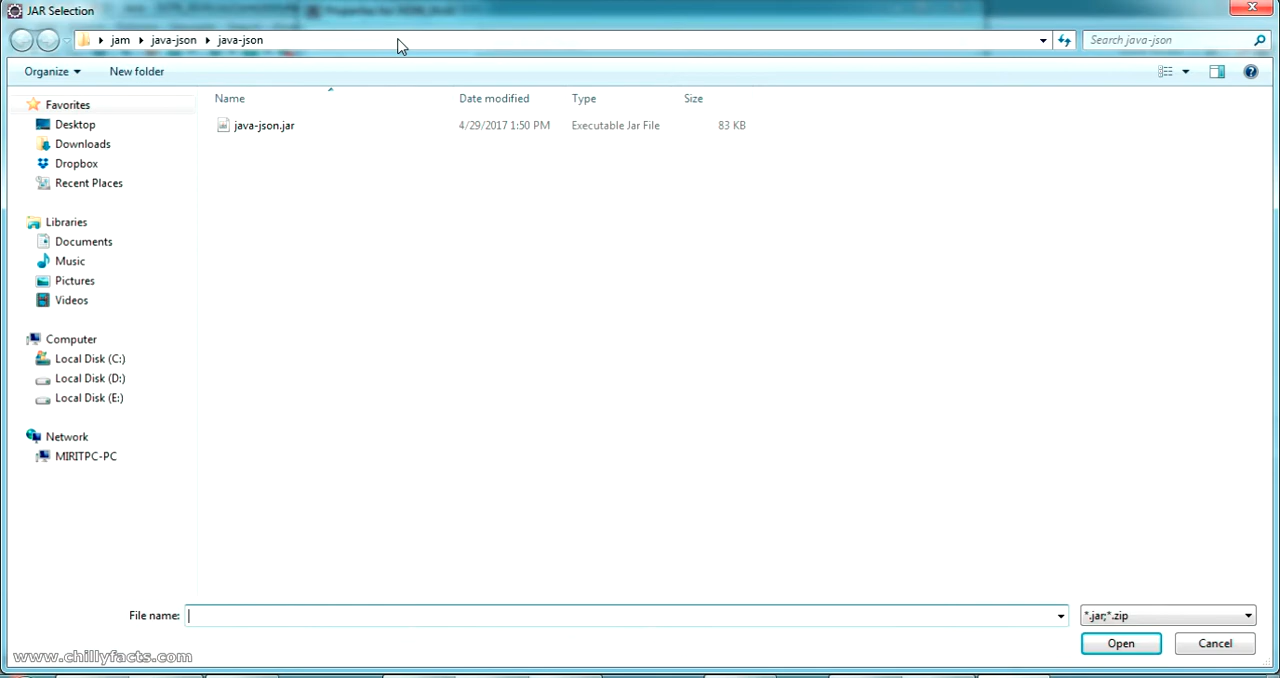 JAR Selection
jam java-json java-json
Search java-json
Organize New folder
Name Date modified Type Size
java-json.jar 4/29/2017 1:50 PM Executable Jar File 83 KB
Favorites
Desktop
Downloads
Dropbox
Recent Places
Libraries
Documents
Music
Pictures
Videos
Computer
Local Disk (C:)
Local Disk (D:)
Local Disk (E:)
Network
MIRITPC-PC
File name: *.jar;*.zip
Open Cancel
www.chillyfacts.com